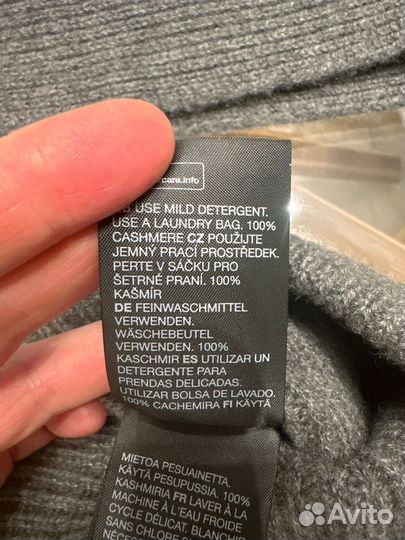 care.info
USE MILD DETERGENT.
USE A LAUNDRY BAG. 100%
CASHMERE CZ POUŽIJTE
JEMNÝ PRACÍ PROSTŘEDEK.
PERTE V SÁČKU PRO
ŠETRNÉ PRANÍ. 100%
KAŠMÍR
DE FEINWASCHMITTEL
VERWENDEN.
WÄSCHEBEUTEL
VERWENDEN. 100%
KASCHMIR ES UTILIZAR UN
DETERGENTE PARA
PRENDAS DELICADAS.
UTILIZAR BOLSA DE LAVADO.
100% CACHEMIRA FI KÄYTÄ
MIETOA PESUAINETTA.
KÄYTÄ PESUPUSSIA. 100%
KASHMIRIA FR LAVER À LA
MACHINE À L'EAU FROIDE
CYCLE DÉLICAT, BLANCHIR
SANS CHLORE
Avito